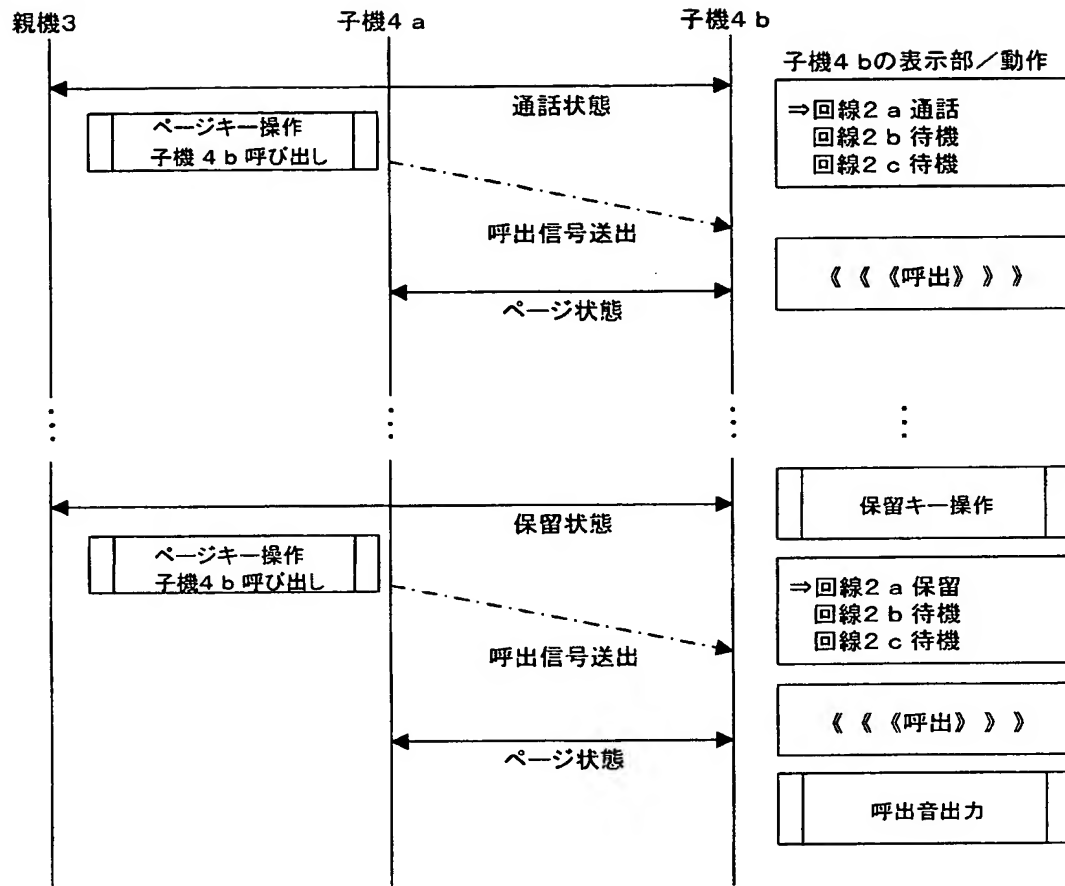 親機3
子機4 a
子機4 b
子機4 bの表示部／動作
通話状態
⇒回線2 a 通話
回線2 b 待機
回線2 c 待機
ページキー操作
子機 4 b 呼び出し
呼出信号送出
《 《 《呼出》 》 》
ページ状態
保留キー操作
保留状態
ページキー操作
子機4 b 呼び出し
⇒回線2 a 保留
回線2 b 待機
回線2 c 待機
呼出信号送出
《 《 《呼出》 》 》
ページ状態
呼出音出力